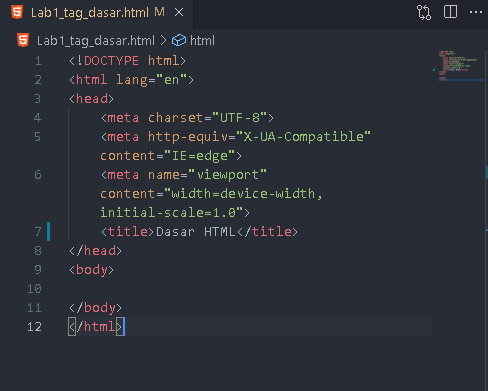 Lab1_tag_dasar.html M
Lab1_tag_dasar.html > html
1 <!DOCTYPE html>
2 <html lang="en">
3 <head>
4 <meta charset="UTF-8">
5 <meta http-equiv="X-UA-Compatible"
content="IE=edge">
6 <meta name="viewport"
content="width=device-width,
initial-scale=1.0">
7 <title>Dasar HTML</title>
8 </head>
9 <body>
10
11 </body>
12 </html>